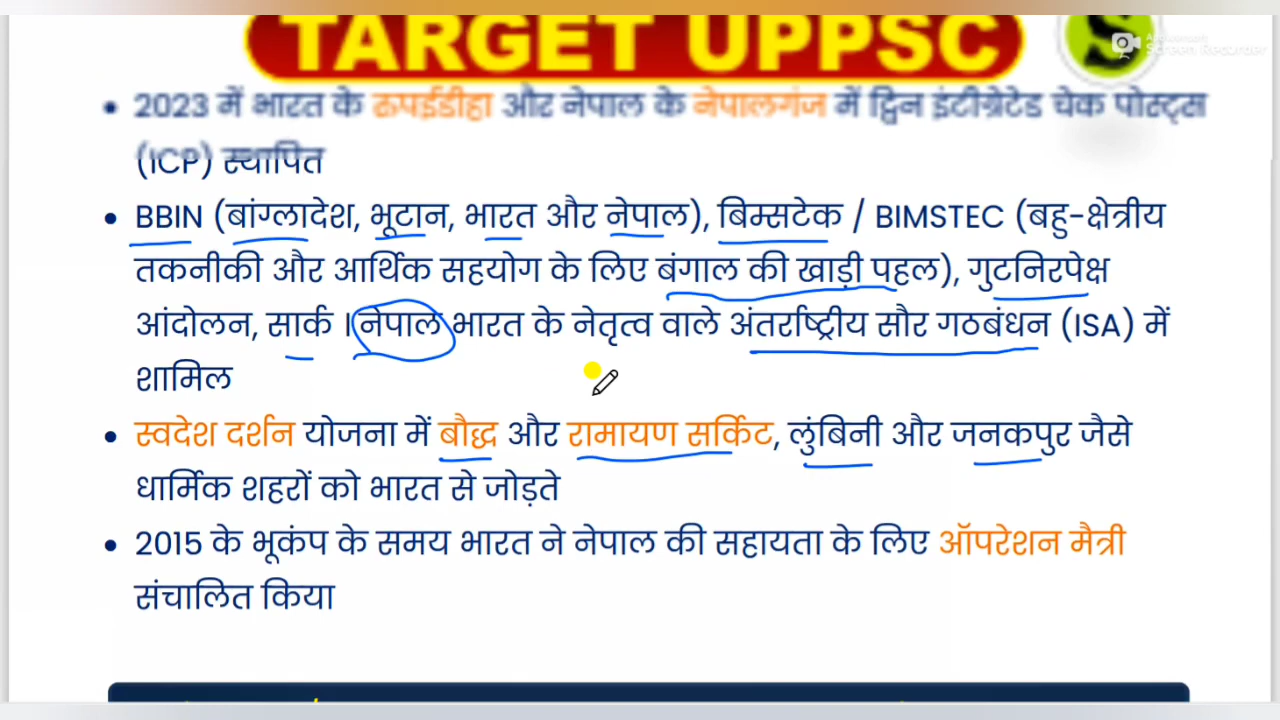 TARGET UPPSC
S
Screen Recorder
• 2023 में भारत के रुपईडीहा और नेपाल के नेपालगंज में ट्विन इंटीग्रेटेड चेक पोस्ट्स
(ICP) स्थापित
• BBIN (बांग्लादेश, भूटान, भारत और नेपाल), बिम्सटेक / BIMSTEC (बहु-क्षेत्रीय
तकनीकी और आर्थिक सहयोग के लिए बंगाल की खाड़ी पहल), गुटनिरपेक्ष
आंदोलन, सार्क । नेपाल भारत के नेतृत्व वाले अंतर्राष्ट्रीय सौर गठबंधन (ISA) में
शामिल
• स्वदेश दर्शन योजना में बौद्ध और रामायण सर्किट, लुंबिनी और जनकपुर जैसे
धार्मिक शहरों को भारत से जोड़ते
• 2015 के भूकंप के समय भारत ने नेपाल की सहायता के लिए ऑपरेशन मैत्री
संचालित किया